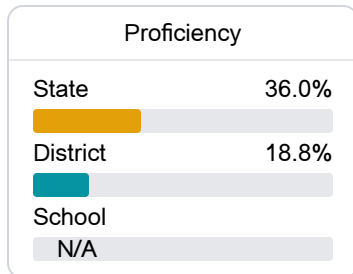 Proficiency
State 36.0%
District 18.8%
School
N/A